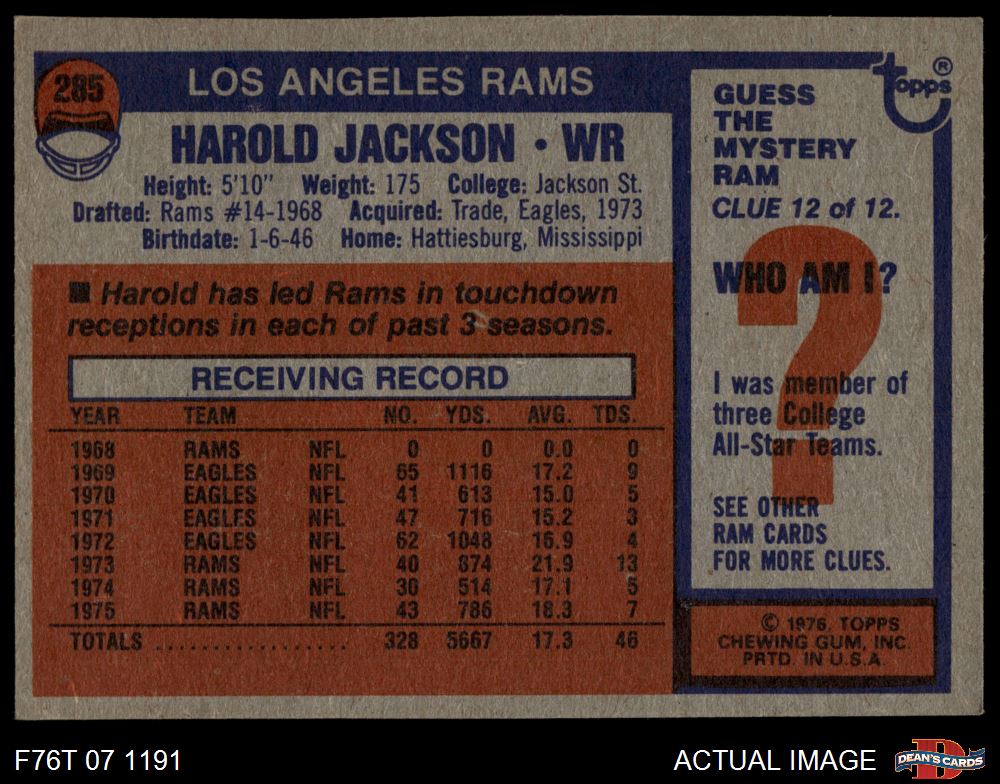 285
LOS ANGELES RAMS
HAROLD JACKSON • WR
Height: 5'10" Weight: 175 College: Jackson St.
Drafted: Rams #14-1968 Acquired: Trade, Eagles, 1973
Birthdate: 1-6-46 Home: Hattiesburg, Mississippi
■ Harold has led Rams in touchdown
receptions in each of past 3 seasons.
RECEIVING RECORD
YEAR TEAM NO. YDS. AVG. TDS.
1968 RAMS NFL 0 0 0.0 0
1969 EAGLES NFL 65 1116 17.2 9
1970 EAGLES NFL 41 613 15.0 5
1971 EAGLES NFL 47 716 15.2 3
1972 EAGLES NFL 62 1048 16.9 4
1973 RAMS NFL 40 874 21.9 13
1974 RAMS NFL 30 514 17.1 5
1975 RAMS NFL 43 786 18.3 7
TOTALS .................. 328 5667 17.3 46
topps®
GUESS
THE
MYSTERY
RAM
CLUE 12 of 12.
WHO AM I?
?
I was member of
three College
All-Star Teams.
SEE OTHER
RAM CARDS
FOR MORE CLUES.
© 1976, TOPPS
CHEWING GUM, INC.
PRTD. IN U.S.A.
F76T 07 1191
ACTUAL IMAGE
D
DEAN'S CARDS